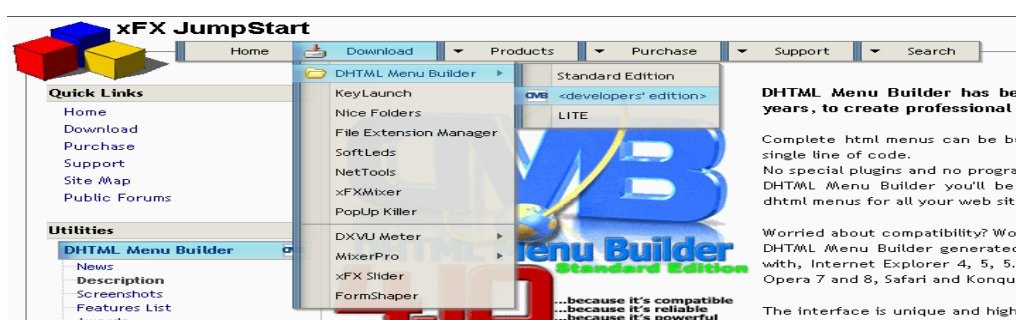 xFX JumpStart
Home Download Products Purchase Support Search
DHTML Menu Builder
KeyLaunch
Nice Folders
File Extension Manager
SoftLeds
NetTools
xFXMixer
PopUp Killer
DXVU Meter
MixerPro
xFX Slider
FormShaper
Standard Edition
DMB <developers' edition>
LITE
Quick Links
Home
Download
Purchase
Support
Site Map
Public Forums
Utilities
DHTML Menu Builder
News
Description
Screenshots
Features List
MB
enu Builder
Standard Edition
...because it's compatible
...because it's reliable
...because it's powerful
DHTML Menu Builder has be
years, to create professional
Complete html menus can be b
single line of code.
No special plugins and no progra
DHTML Menu Builder you'll be
dhtml menus for all your web sit
Worried about compatibility? Wo
DHTML Menu Builder generated
with, Internet Explorer 4, 5, 5.
Opera 7 and 8, Safari and Konqu
The interface is unique and high